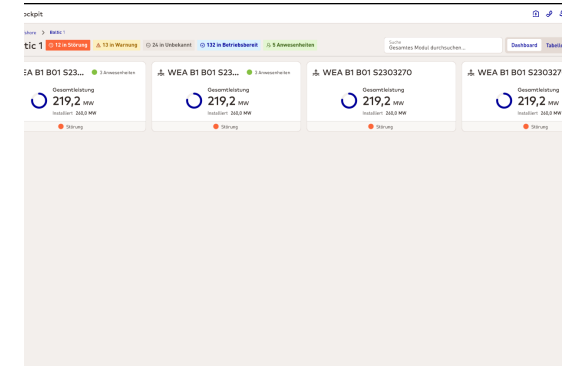 ockpit
shore > Baltic 1
tic 1 12 in Störung 13 in Warnung 24 in Unbekannt 132 in Betriebsbereit 5 Anwesenheiten Suche Gesamtes Modul durchsuchen... Dashboard Tabelle
EA B1 B01 S23... 3 Anwesenheiten WEA B1 B01 S23... 3 Anwesenheiten WEA B1 B01 S2303270 WEA B1 B01 S230327
Gesamtleistung Gesamtleistung Gesamtleistung Gesamtleistung
219,2 MW 219,2 MW 219,2 MW 219,2 MW
Installiert 260,0 MW Installiert 260,0 MW Installiert 260,0 MW Installiert 260,0 MW
Störung Störung Störung Störung